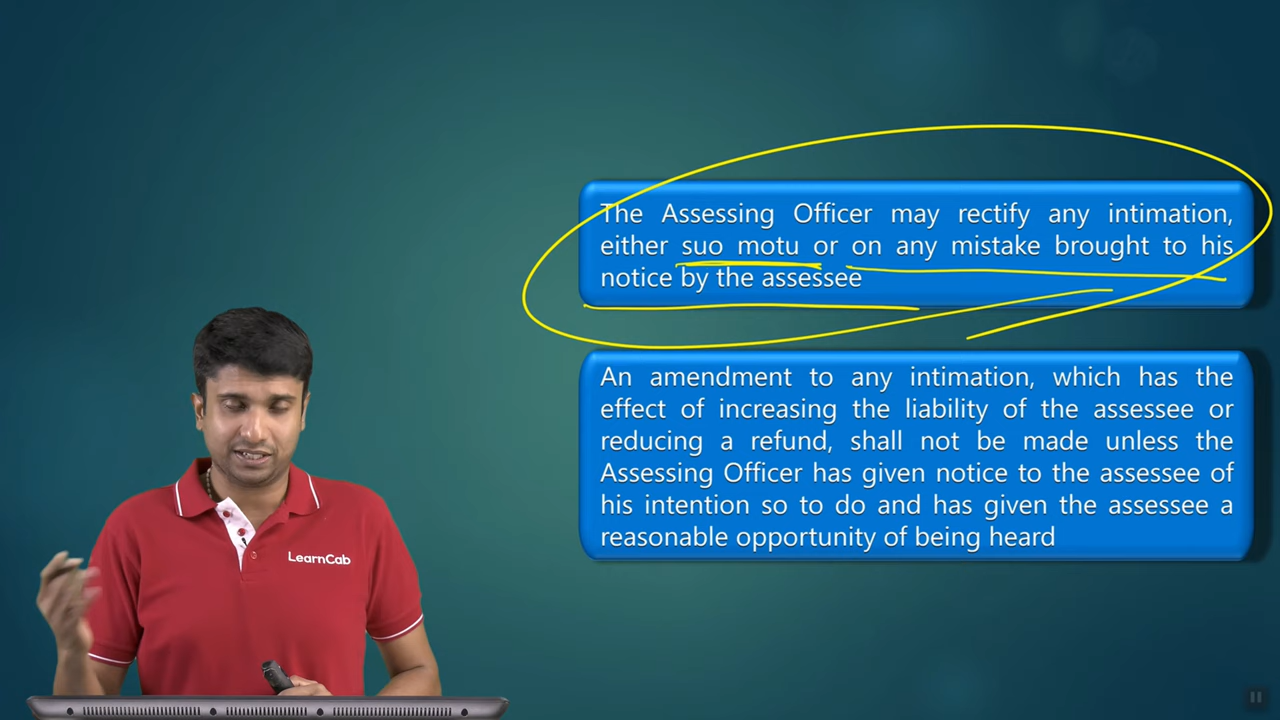 The Assessing Officer may rectify any intimation,
either suo motu or on any mistake brought to his
notice by the assessee
An amendment to any intimation, which has the
effect of increasing the liability of the assessee or
reducing a refund, shall not be made unless the
Assessing Officer has given notice to the assessee of
his intention so to do and has given the assessee a
reasonable opportunity of being heard
LearnCab